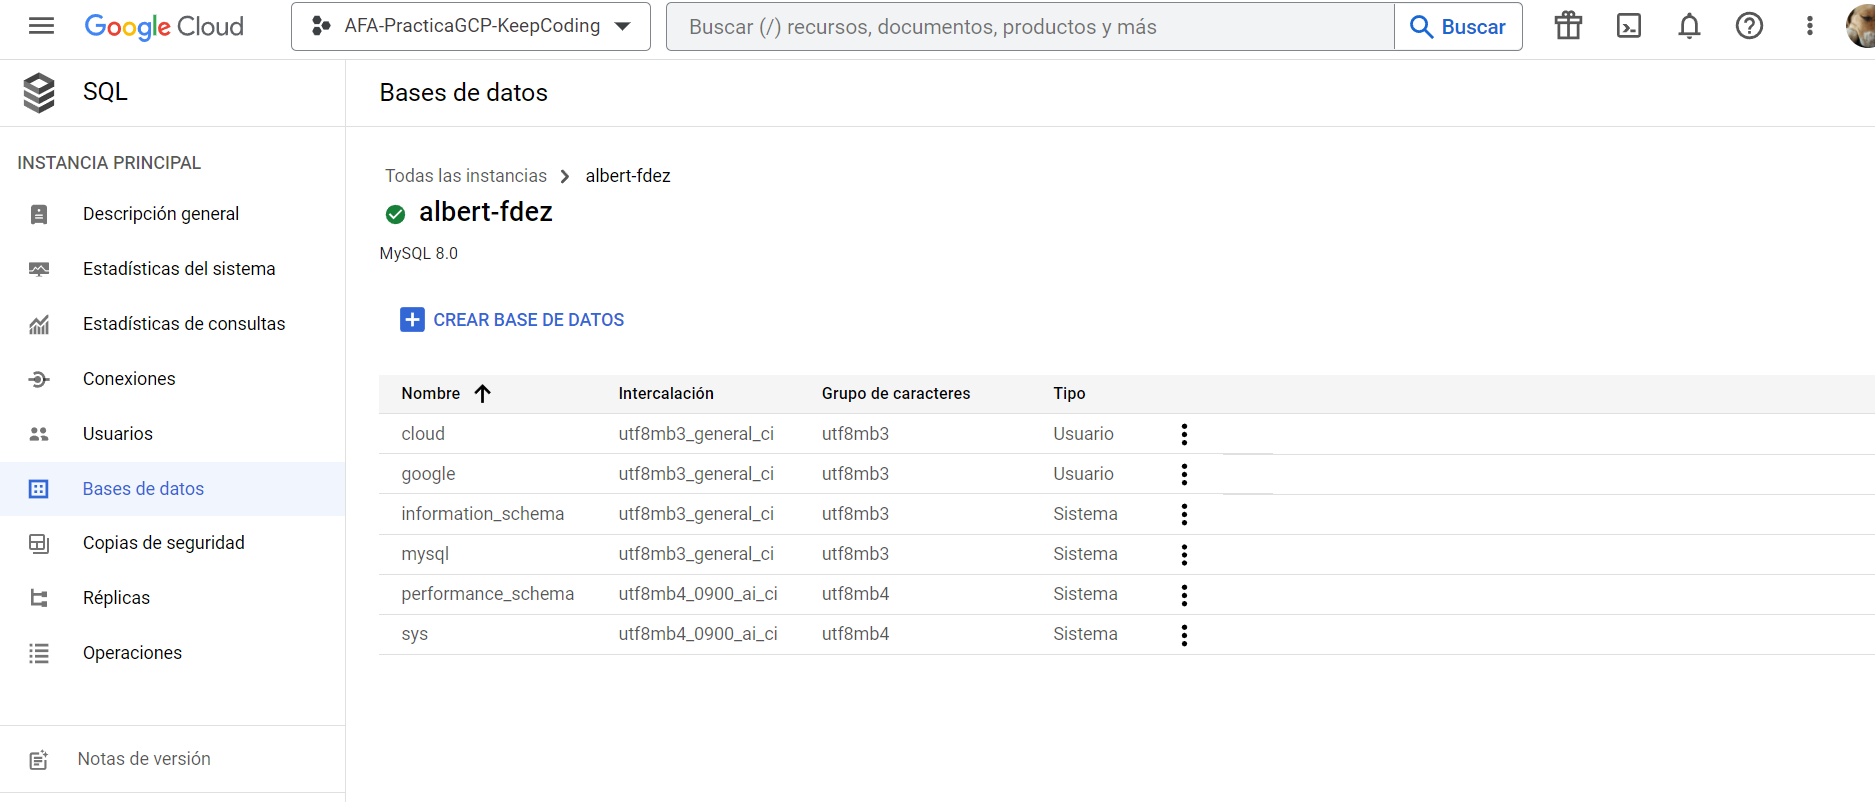 Google Cloud
AFA-PracticaGCP-KeepCoding
Buscar (/) recursos, documentos, productos y más
Buscar
SQL
Bases de datos
INSTANCIA PRINCIPAL
Descripción general
Estadísticas del sistema
Estadísticas de consultas
Conexiones
Usuarios
Bases de datos
Copias de seguridad
Réplicas
Operaciones
Notas de versión
Todas las instancias albert-fdez
albert-fdez
MySQL 8.0
CREAR BASE DE DATOS
Nombre Intercalación Grupo de caracteres Tipo
cloud utf8mb3_general_ci utf8mb3 Usuario
google utf8mb3_general_ci utf8mb3 Usuario
information_schema utf8mb3_general_ci utf8mb3 Sistema
mysql utf8mb3_general_ci utf8mb3 Sistema
performance_schema utf8mb4_0900_ai_ci utf8mb4 Sistema
sys utf8mb4_0900_ai_ci utf8mb4 Sistema